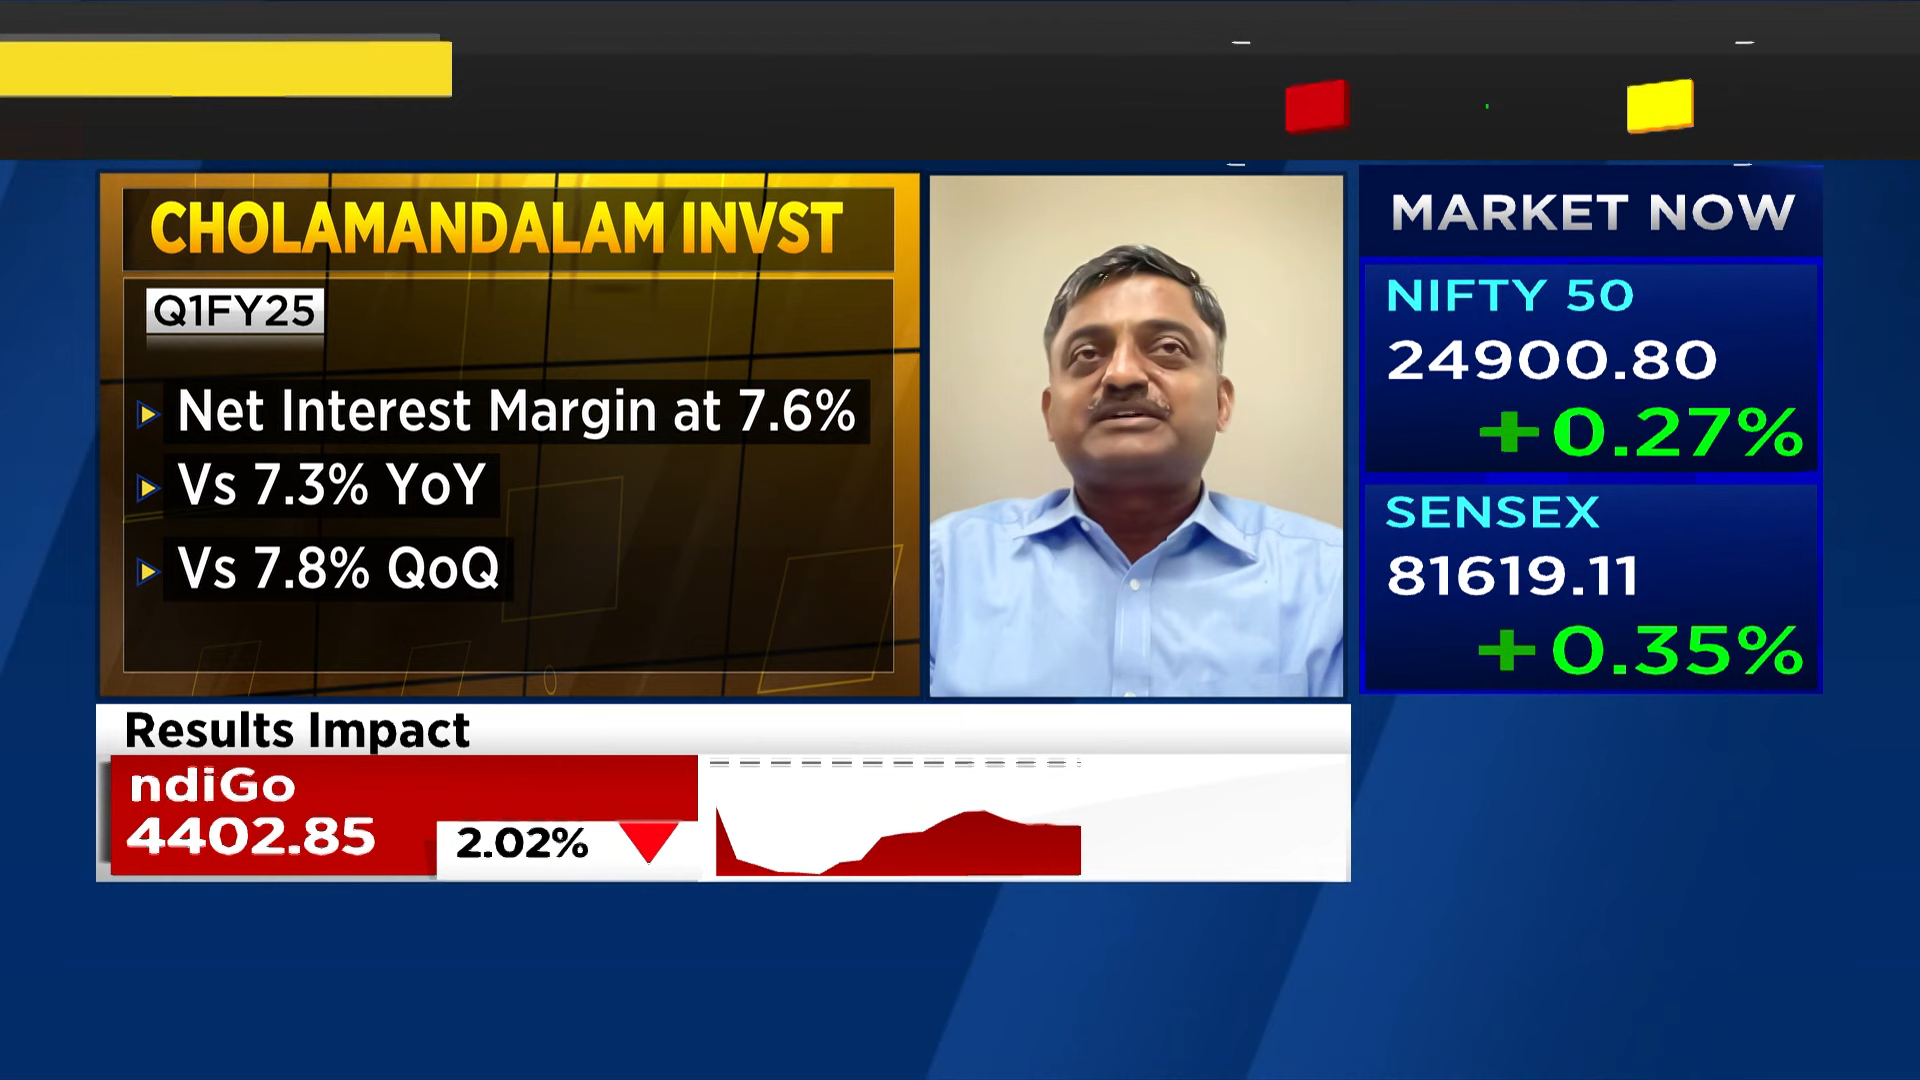 CHOLAMANDALAM INVST
Q1FY25
Net Interest Margin at 7.6%
Vs 7.3% YoY
Vs 7.8% QoQ
MARKET NOW
NIFTY 50
24900.80
+0.27%
SENSEX
81619.11
+0.35%
Results Impact
ndiGo
4402.85
2.02%